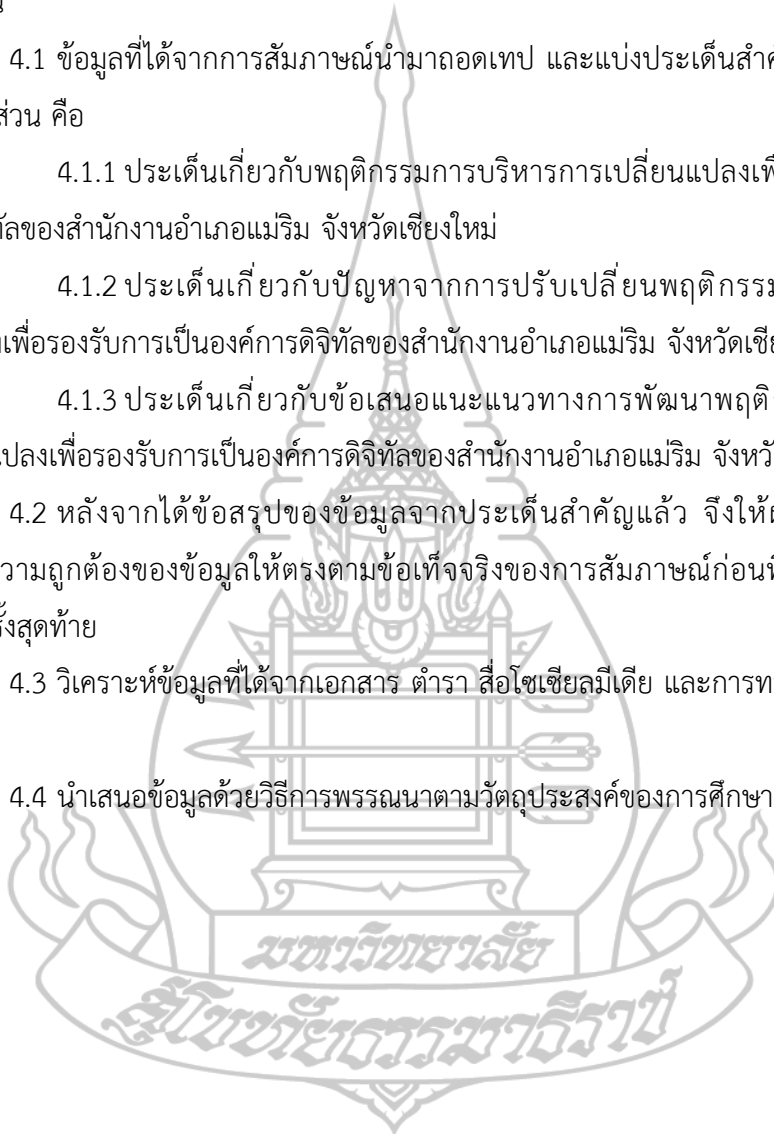 4.1 ข้อมูลที่ได้จากการสัมภาษณ์นำมาถอดเทป และแบ่งประเด็นสำคั
ส่วน คือ
4.1.1 ประเด็นเกี่ยวกับพฤติกรรมการบริหารการเปลี่ยนแปลงเพื่
ทัลของสำนักงานอำเภอแม่ริม จังหวัดเชียงใหม่
4.1.2 ประเด็นเกี่ยวกับปัญหาจากการปรับเปลี่ยนพฤติกรรม
เพื่อรองรับการเป็นองค์การดิจิทัลของสำนักงานอำเภอแม่ริม จังหวัดเชีย
4.1.3 ประเด็นเกี่ยวกับข้อเสนอแนะแนวทางการพัฒนาพฤติ
ปลงเพื่อรองรับการเป็นองค์การดิจิทัลของสำนักงานอำเภอแม่ริม จังหวั
4.2 หลังจากได้ข้อสรุปของข้อมูลจากประเด็นสำคัญแล้ว จึงให้
วามถูกต้องของข้อมูลให้ตรงตามข้อเท็จจริงของการสัมภาษณ์ก่อนที่
รั้งสุดท้าย
4.3 วิเคราะห์ข้อมูลที่ได้จากเอกสาร ตำรา สื่อโซเซียลมีเดีย และการท
4.4 นำเสนอข้อมูลด้วยวิธีการพรรณนาตามวัตถุประสงค์ของการศึกษา
มหาวิทยาลัย
สุโขทัยธรรมาธิราช